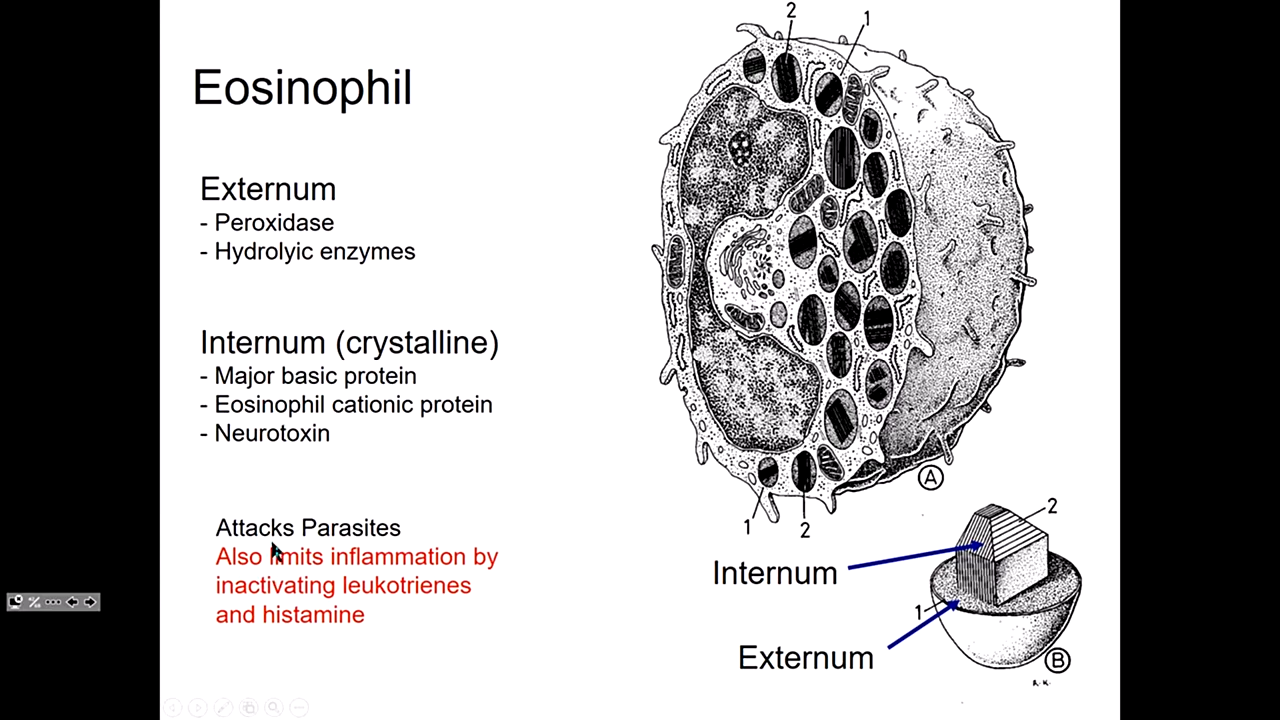 Eosinophil
Externum
- Peroxidase
- Hydrolyic enzymes
Internum (crystalline)
- Major basic protein
- Eosinophil cationic protein
- Neurotoxin
Attacks Parasites
Also limits inflammation by
inactivating leukotrienes
and histamine
2
1
1
2
A
2
Internum
1
Externum
B
R. K.